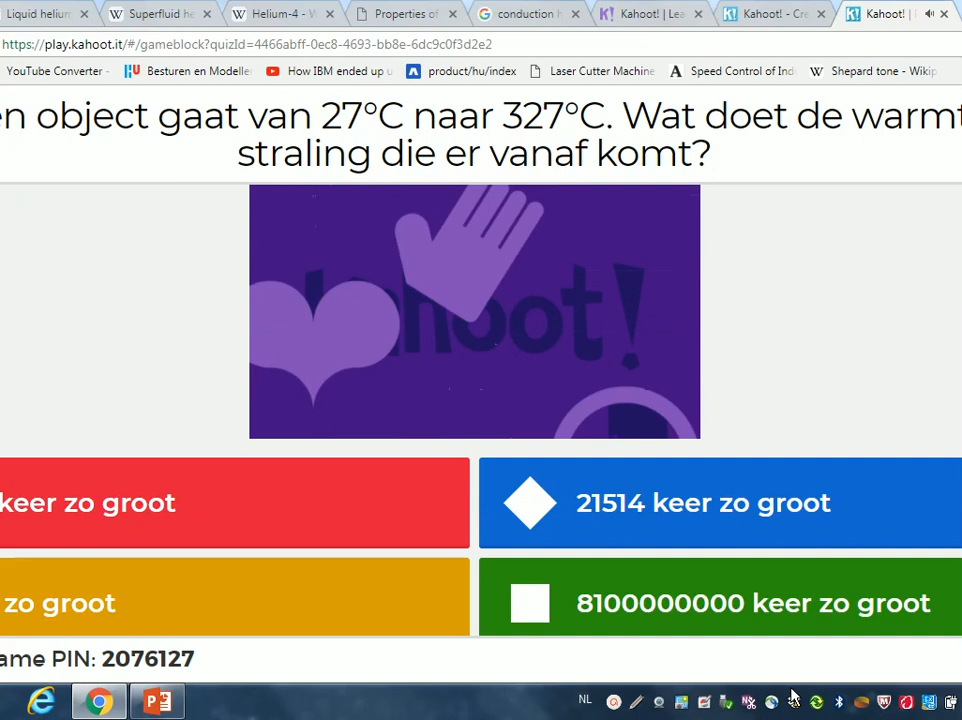 Liquid helium
Superfluid he
Helium-4 - W
Properties of
conduction h
Kahoot! | Lea
Kahoot! - Cre
Kahoot! |
https://play.kahoot.it/#/gameblock?quizId=4466abff-0ec8-4693-bb8e-6dc9c0f3d2e2
YouTube Converter -
Besturen en Modelle
How IBM ended up u
product/hu/index
Laser Cutter Machine
Speed Control of Ind
Shepard tone - Wikip
en object gaat van 27°C naar 327°C. Wat doet de warmt
straling die er vanaf komt?
kahoot!
keer zo groot
21514 keer zo groot
zo groot
8100000000 keer zo groot
ame PIN: 2076127
NL